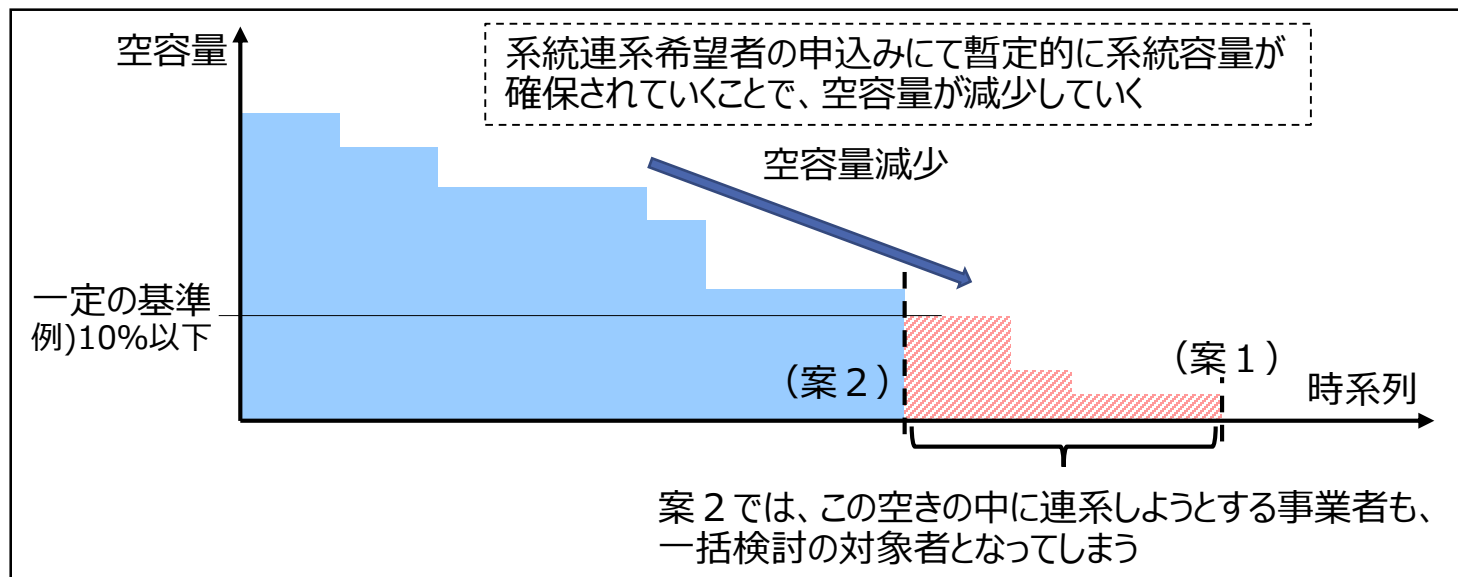 空容量
系統連系希望者の申込みにて暫定的に系統容量が
確保されていくことで、空容量が減少していく
空容量減少
一定の基準
例)10%以下
（案２）
（案１）
時系列
案２では、この空きの中に連系しようとする事業者も、
一括検討の対象者となってしまう